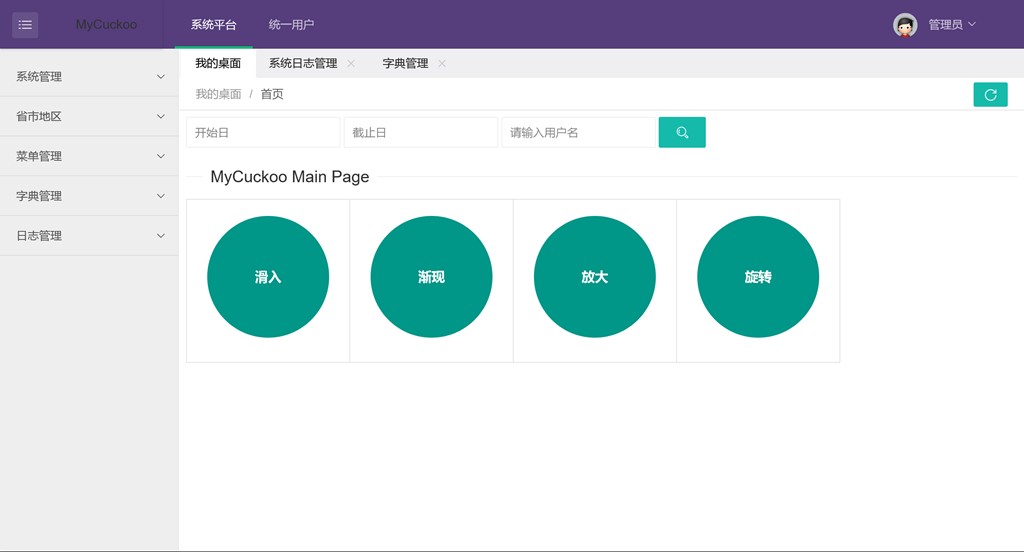 MyCuckoo
系统平台
统一用户
管理员
系统管理
省市地区
菜单管理
字典管理
日志管理
我的桌面
系统日志管理
字典管理
我的桌面 / 首页
开始日
截止日
请输入用户名
MyCuckoo Main Page
滑入
渐现
放大
旋转